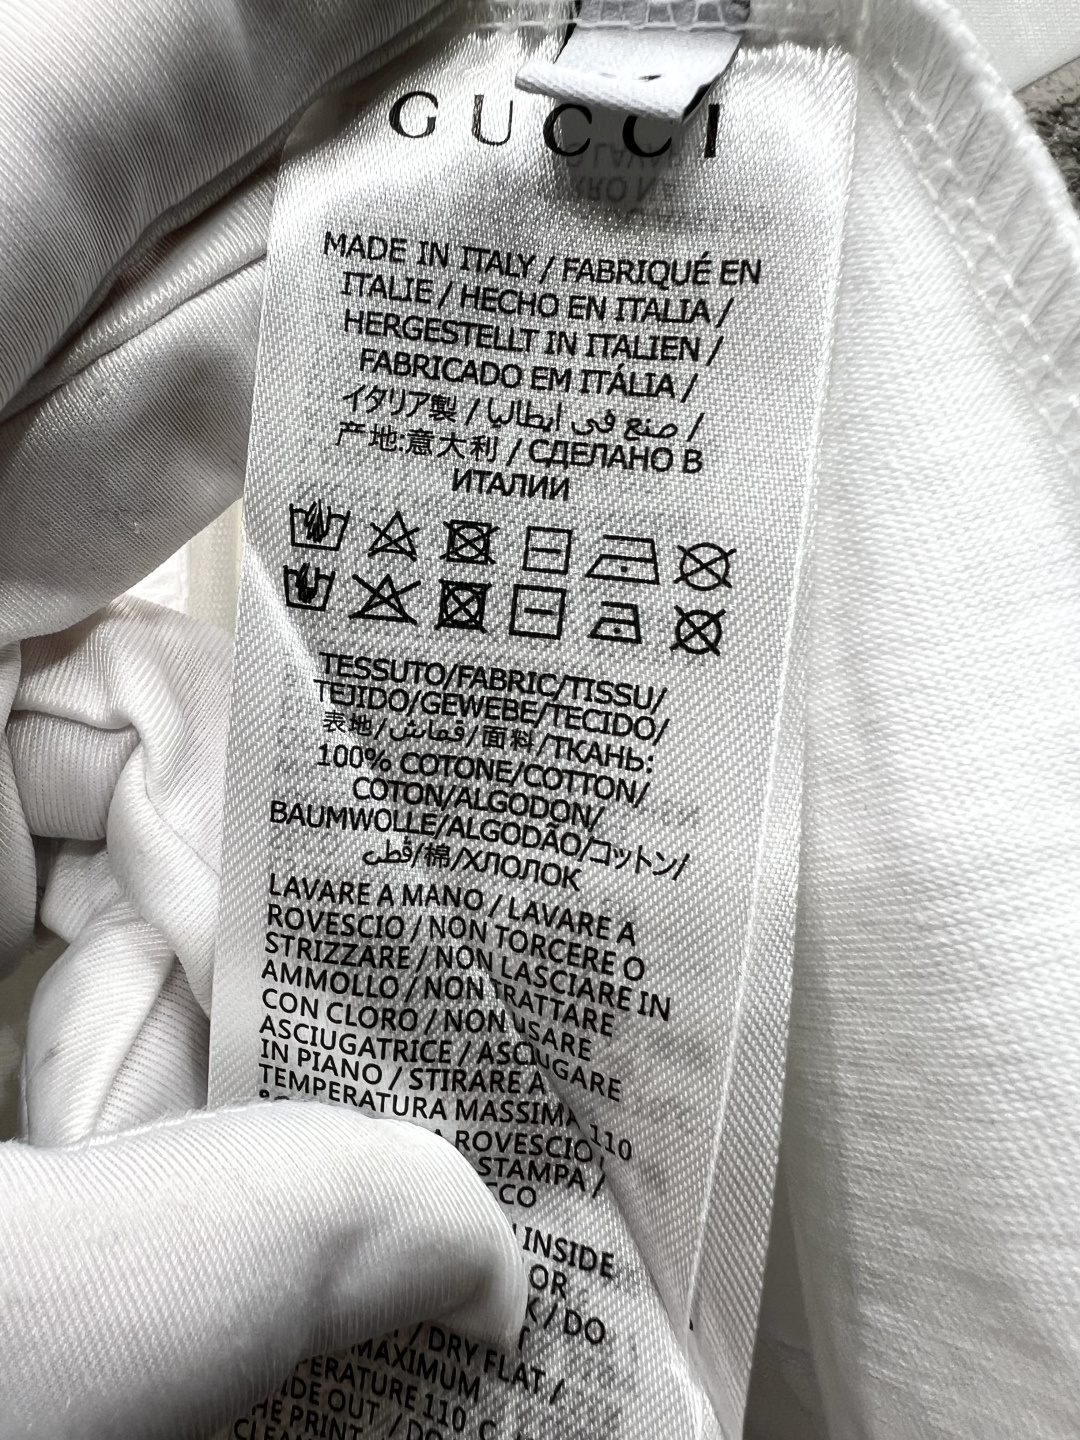 GUCCI
MADE IN ITALY / FABRIQUÉ EN
ITALIE / HECHO EN ITALIA /
HERGESTELLT IN ITALIEN /
FABRICADO EM ITÁLIA /
イタリア製 / صنع في ايطاليا /
产地:意大利 / СДЕЛАНО В
ИТАЛИИ
TESSUTO/FABRIC/TISSU/
TEJIDO/GEWEBE/TECIDO/
表地/قماش/面料/ТКАНЬ:
100% COTONE/COTTON/
COTON/ALGODON/
BAUMWOLLE/ALGODÃO/コットン/
قطن/棉/ХЛОПОК
LAVARE A MANO / LAVARE A
ROVESCIO / NON TORCERE O
STRIZZARE / NON LASCIARE IN
AMMOLLO / NON TRATTARE
CON CLORO / NON USARE
ASCIUGATRICE / ASCIUGARE
IN PIANO / STIRARE A
TEMPERATURA MASSIMA 110
A ROVESCIO /
STAMPA /
INSIDE
/ DO
/ DRY FLAT /
MAXIMUM
110 C
OUT / DO
THE PRINT